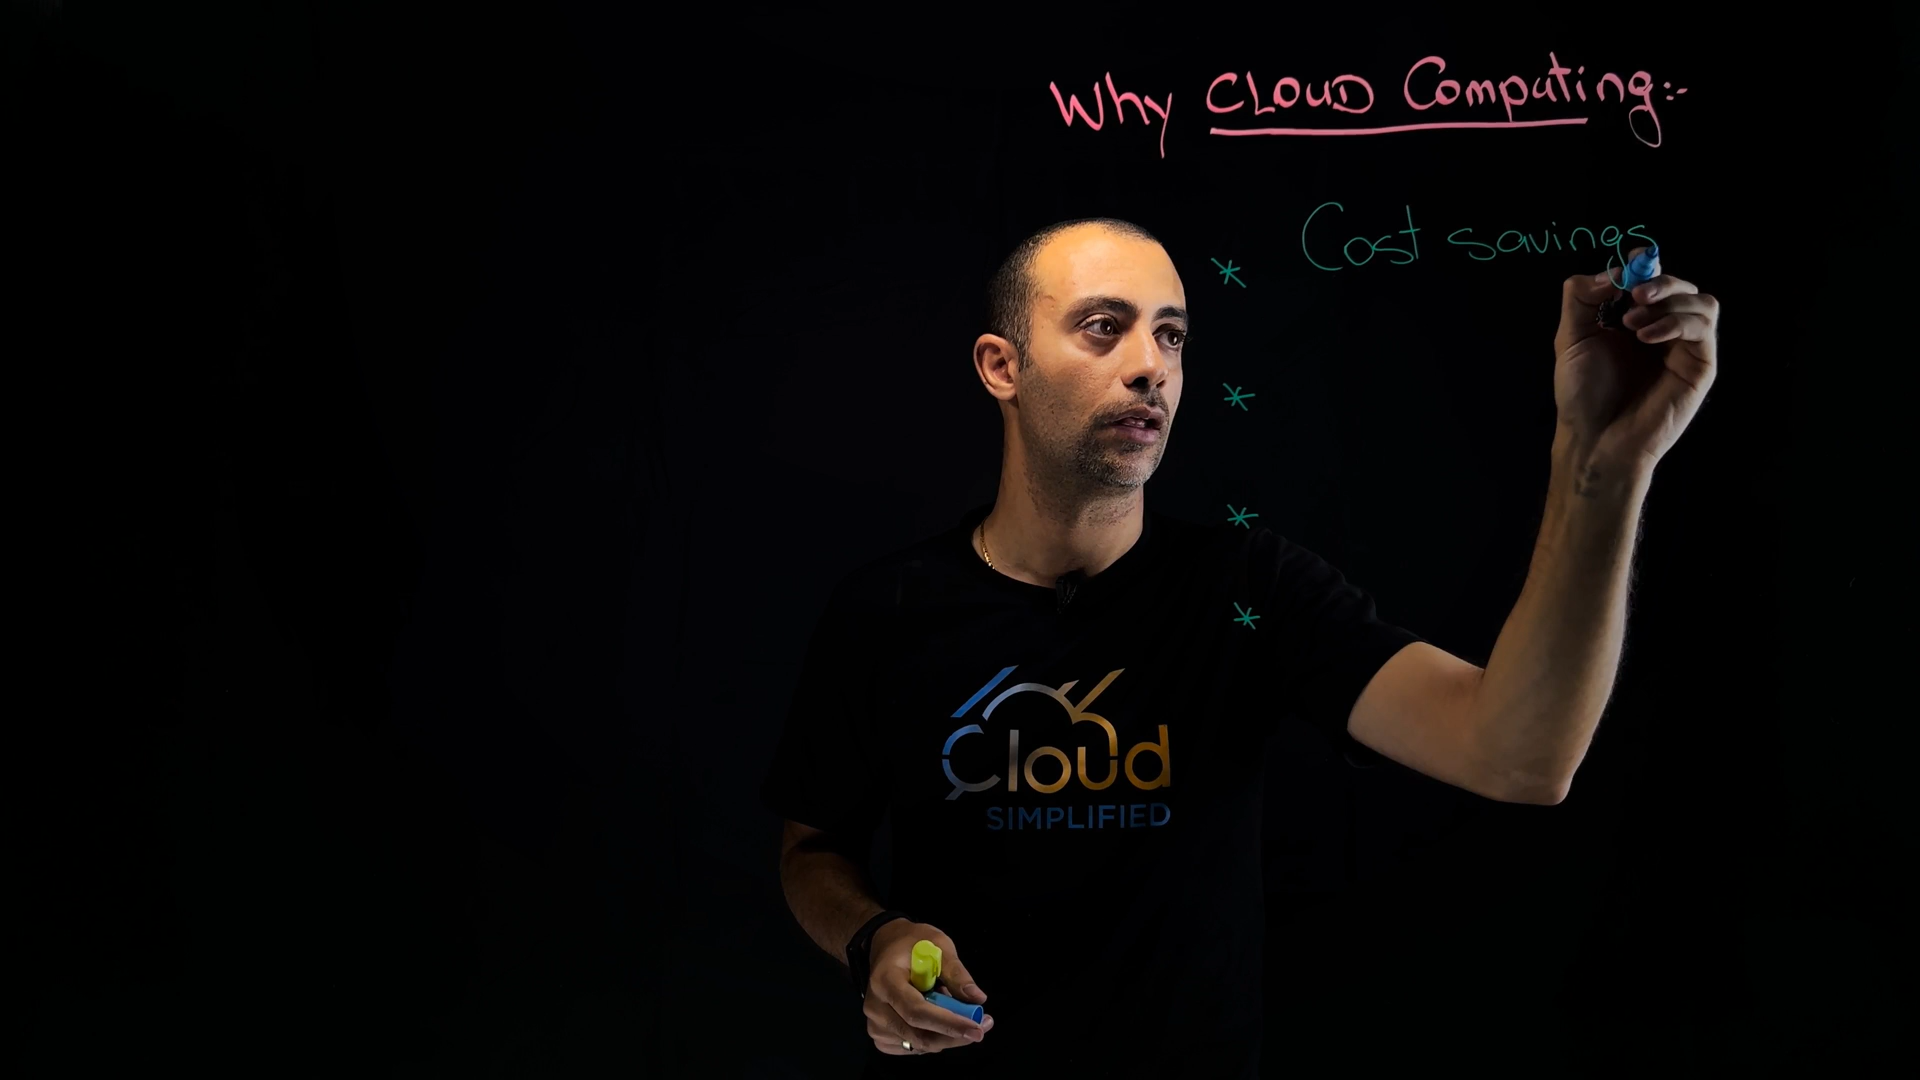 Why CLOUD Computing:-
* Cost savings
*
*
*
Cloud
SIMPLIFIED